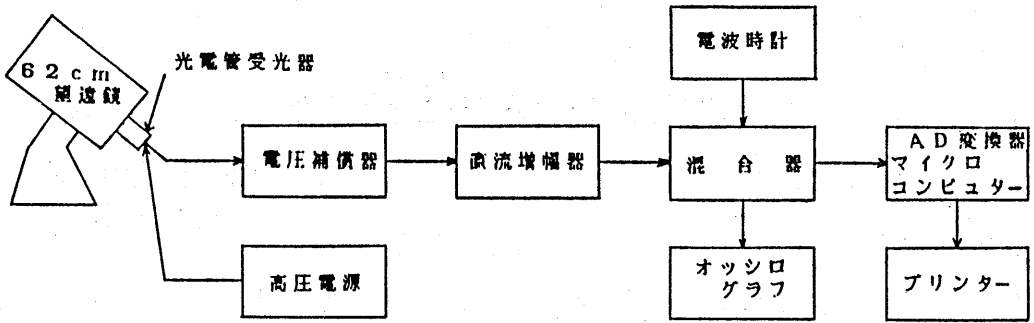 電波時計
光電管受光器
62cm
望遠鏡
電圧補償器
直流増幅器
混合器
AD変換器
マイクロ
コンピュター
高圧電源
オッシロ
グラフ
プリンター